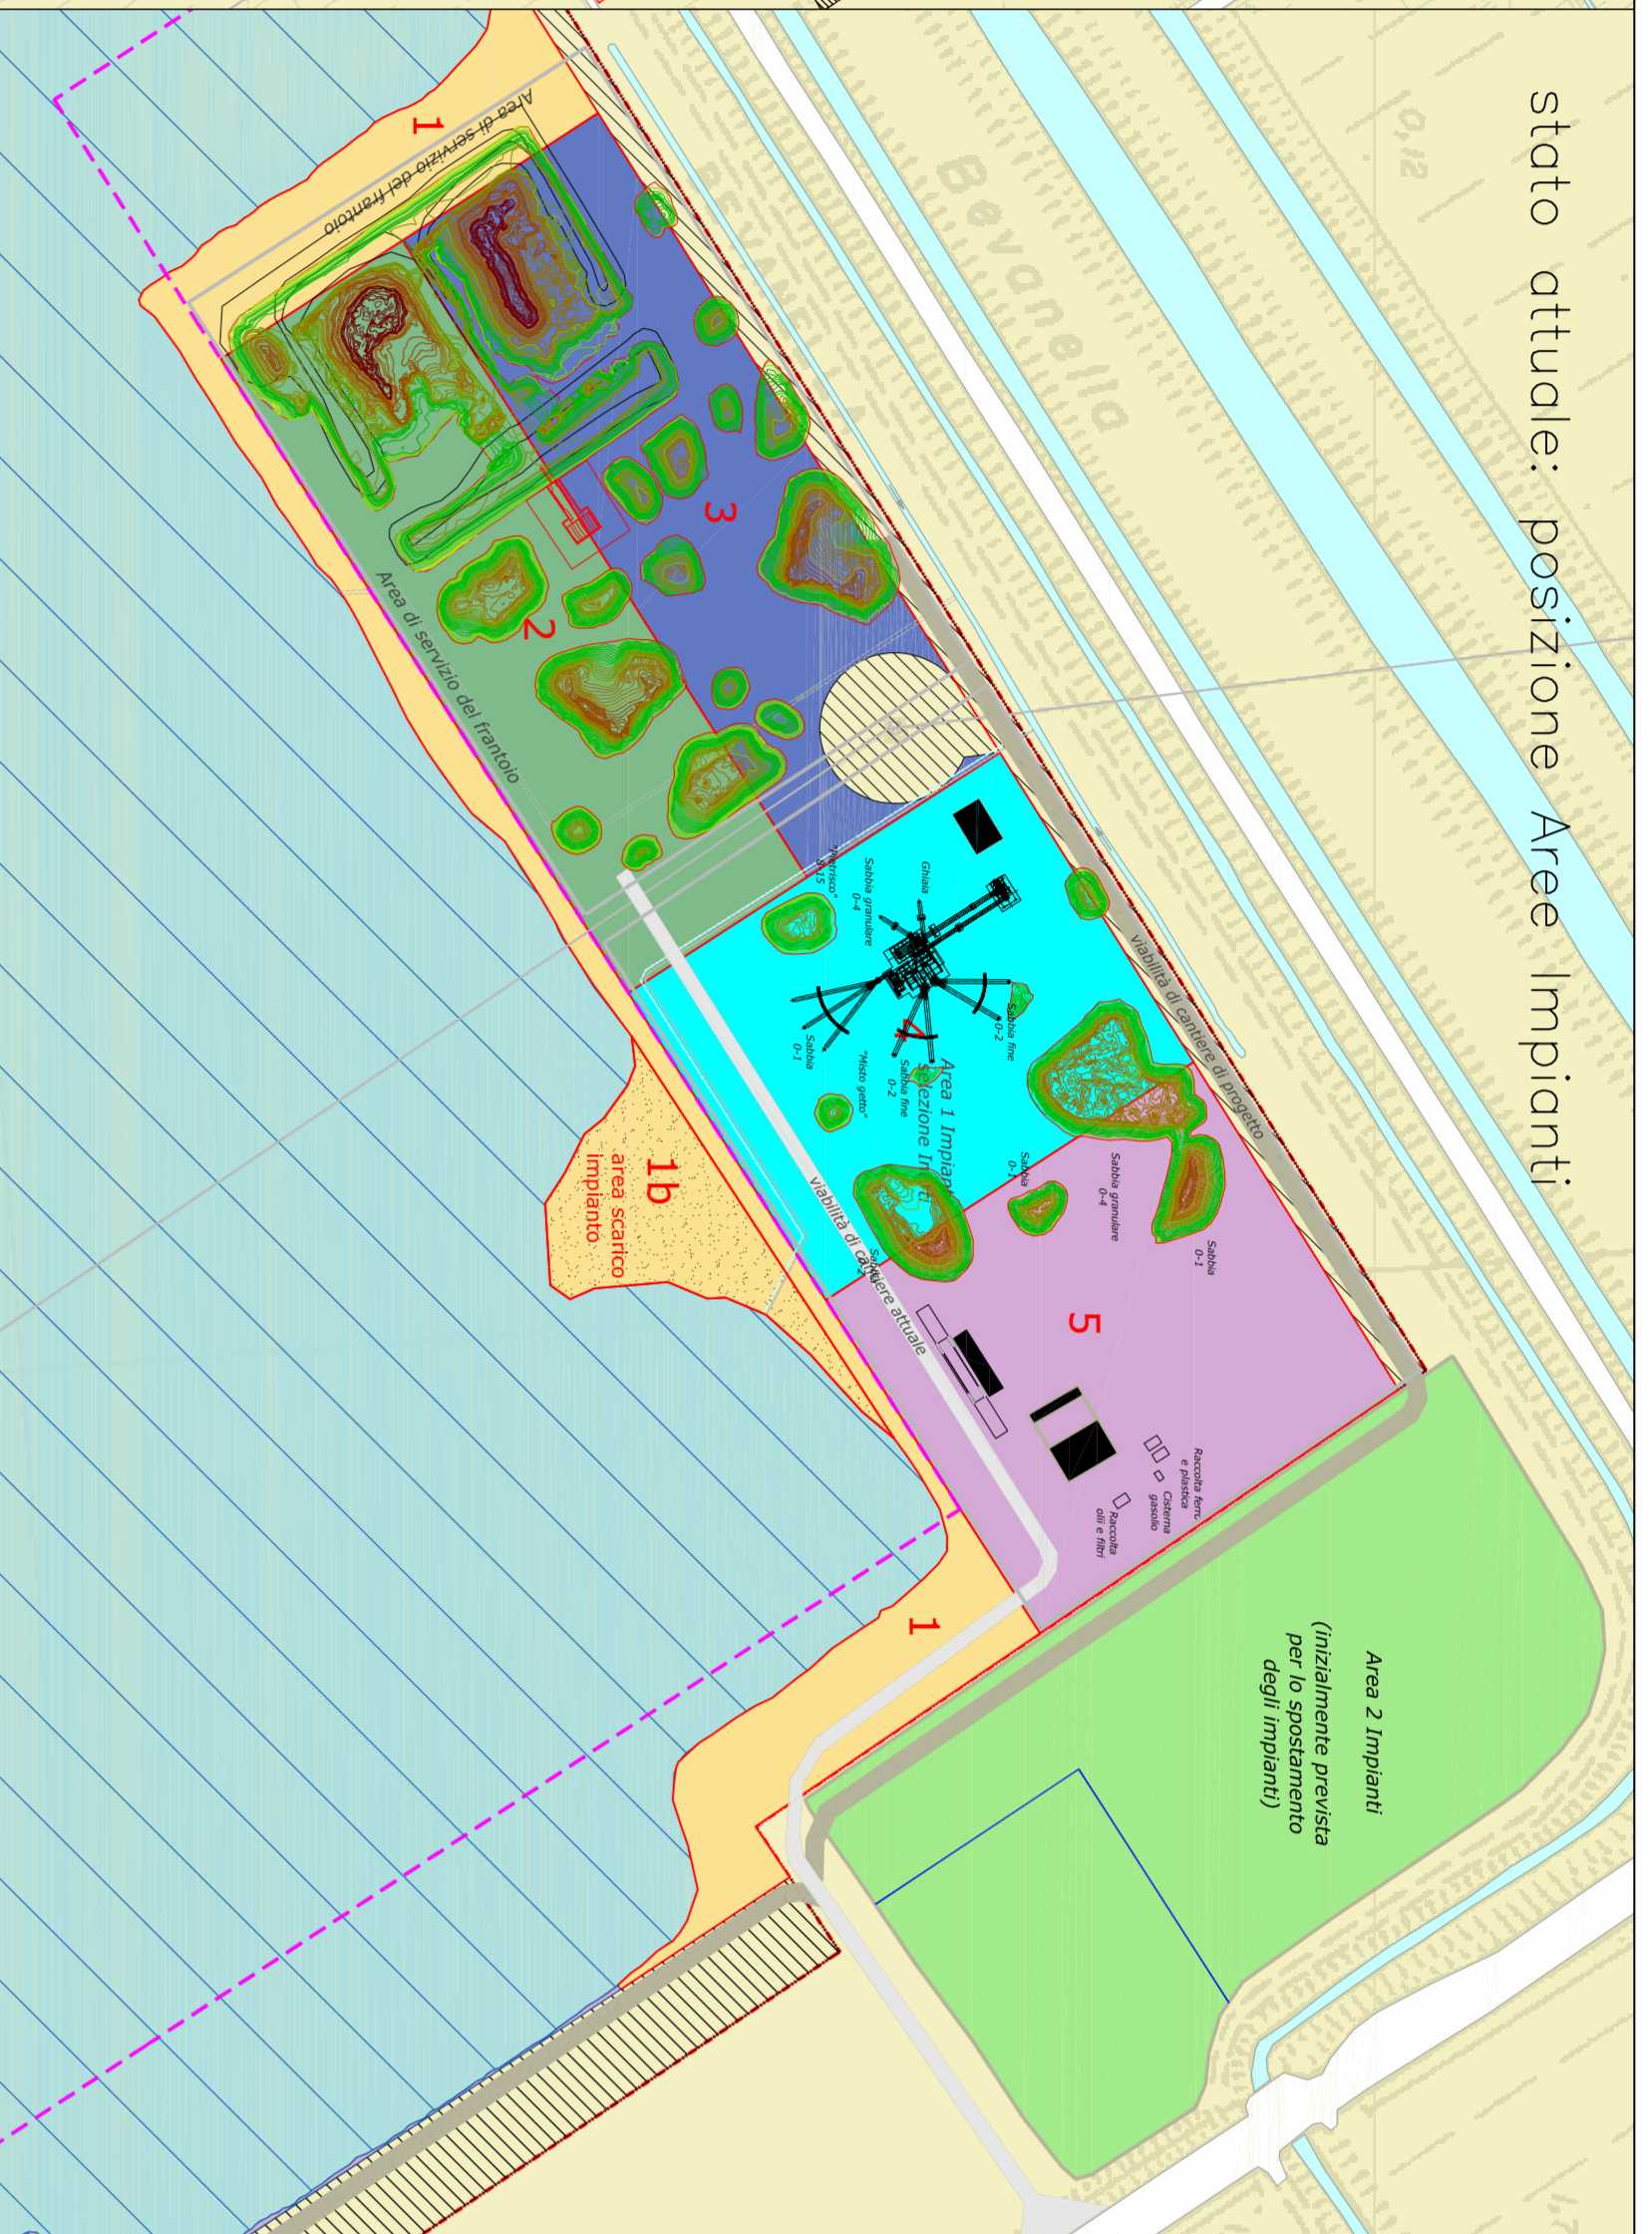 stato attuale: posizione Aree Impianti
0,12
Bevanella
Area di servizio del frantoio
1
3
2
Area di servizio del frantoio
viabilità di cantiere di progetto
Ghiaia
Sabbia granulare
0-4
"Pietrisco"
8-15
Sabbia fine
0-2
4
Sabbia fine
0-2
Sabbia
0-1
"Misto getto"
Area 1 Impianti
Selezione Inerti
viabilità di cantiere attuale
1b
area scarico
impianto
Sabbia
0-1
Sabbia granulare
0-4
Sabbia
0-1
5
Raccolta ferro
e plastica
Cisterna
gasolio
Raccolta
olii e filtri
1
Area 2 Impianti
(inizialmente prevista
per lo spostamento
degli impianti)